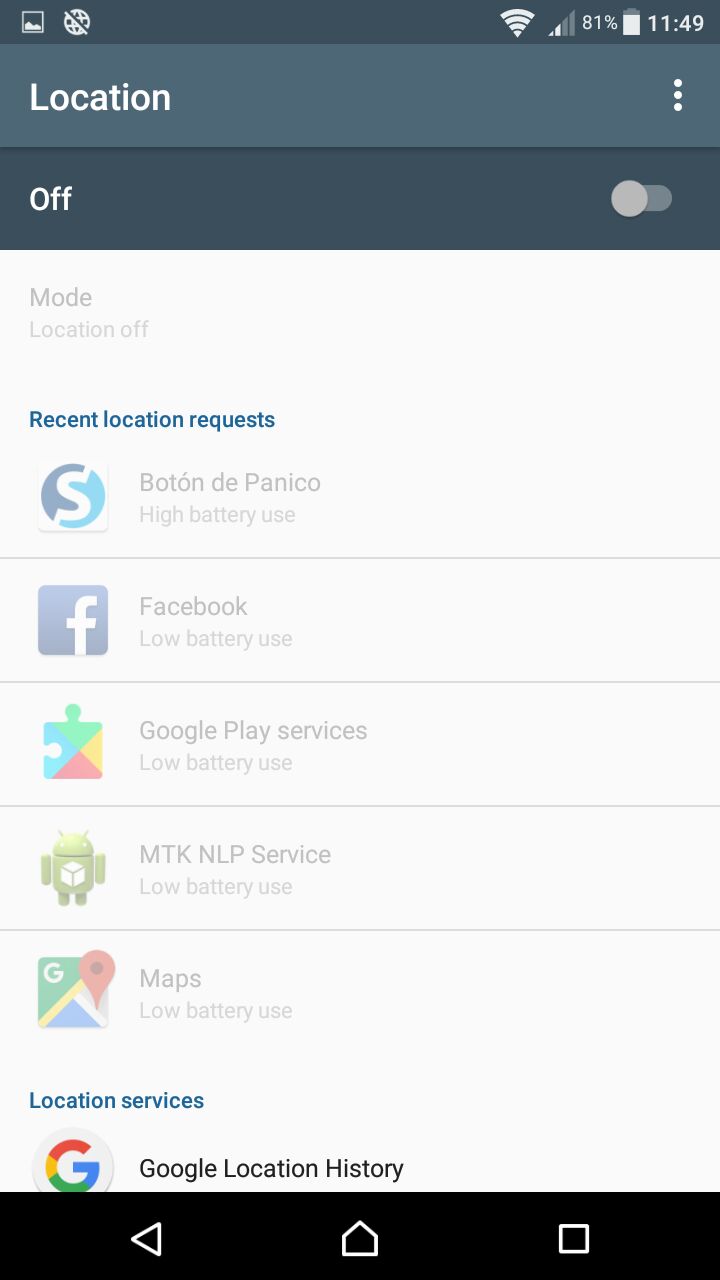 81% 11:49
Location
Off
Mode
Location off
Recent location requests
Botón de Panico
High battery use
Facebook
Low battery use
Google Play services
Low battery use
MTK NLP Service
Low battery use
Maps
Low battery use
Location services
Google Location History